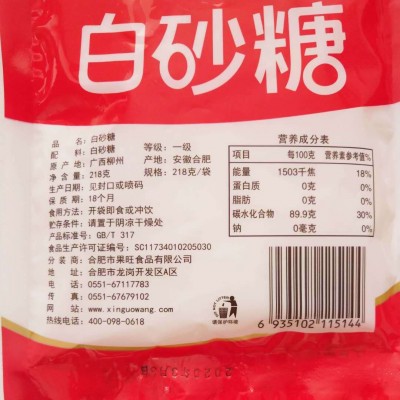 白砂糖
品名：白砂糖
配料：白砂糖 等级：一级
原产地：广西柳州 产地：安徽合肥
净含量：218克 规格：218克/袋
生产日期：见封口或喷码
保质期：18个月
食用方法：开袋即食或冲饮
贮存条件：请置于阴凉干燥处
产品标准号：GB/T 317
食品生产许可证编号：SC11734010205030
分装商：合肥市果旺食品有限公司
地址：合肥市龙岗开发区A区
电话：0551-67117783
传真：0551-67679102
网站：www.xinguowang.com
热线电话：400-098-0618
营养成分表
项目 每100克 营养素参考值%
能量 1503千焦 18%
蛋白质 0克 0%
脂肪 0克 0%
碳水化合物 89.9克 30%
钠 0毫克 0%
6 935102 115144